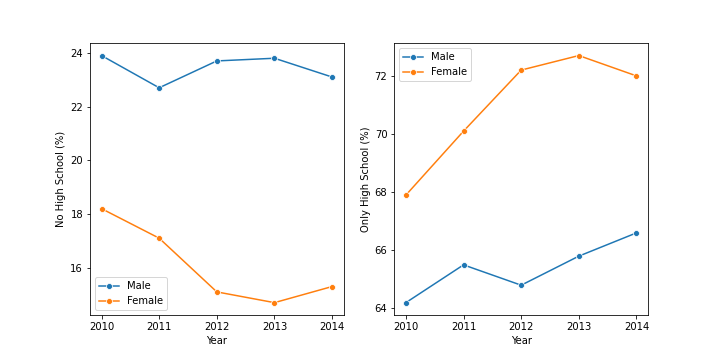 No High School (%)
24
22
20
18
16
Male
Female
2010 2011 2012 2013 2014
Year
Only High School (%)
72
70
68
66
64
Male
Female
2010 2011 2012 2013 2014
Year